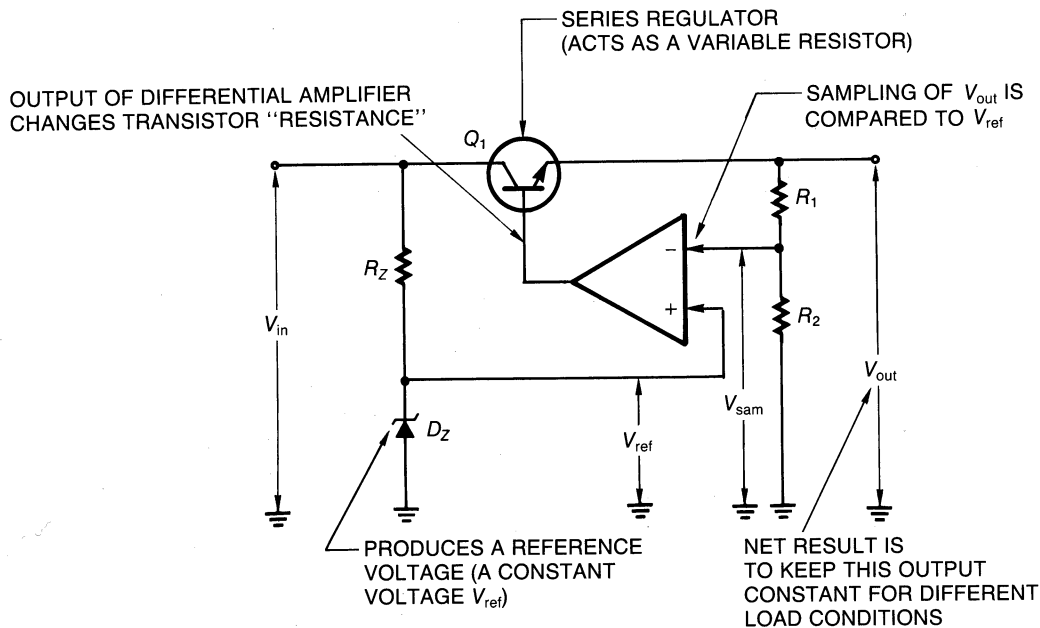 SERIES REGULATOR
(ACTS AS A VARIABLE RESISTOR)
OUTPUT OF DIFFERENTIAL AMPLIFIER
CHANGES TRANSISTOR "RESISTANCE"
SAMPLING OF Vout IS
COMPARED TO Vref
Q1
R1
−
RZ
+
R2
Vin
Vout
Vsam
DZ
Vref
PRODUCES A REFERENCE
VOLTAGE (A CONSTANT
VOLTAGE Vref)
NET RESULT IS
TO KEEP THIS OUTPUT
CONSTANT FOR DIFFERENT
LOAD CONDITIONS